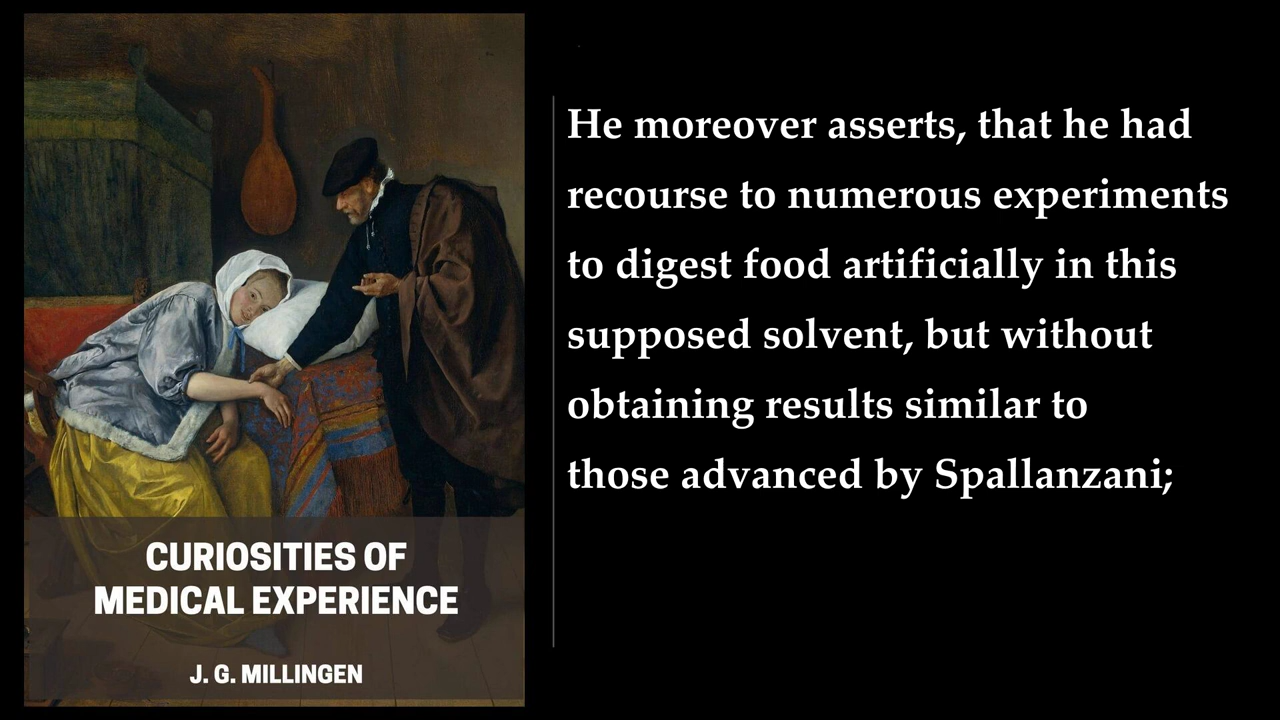 He moreover asserts, that he had
recourse to numerous experiments
to digest food artificially in this
supposed solvent, but without
obtaining results similar to
those advanced by Spallanzani;
CURIOSITIES OF
MEDICAL EXPERIENCE
J. G. MILLINGEN